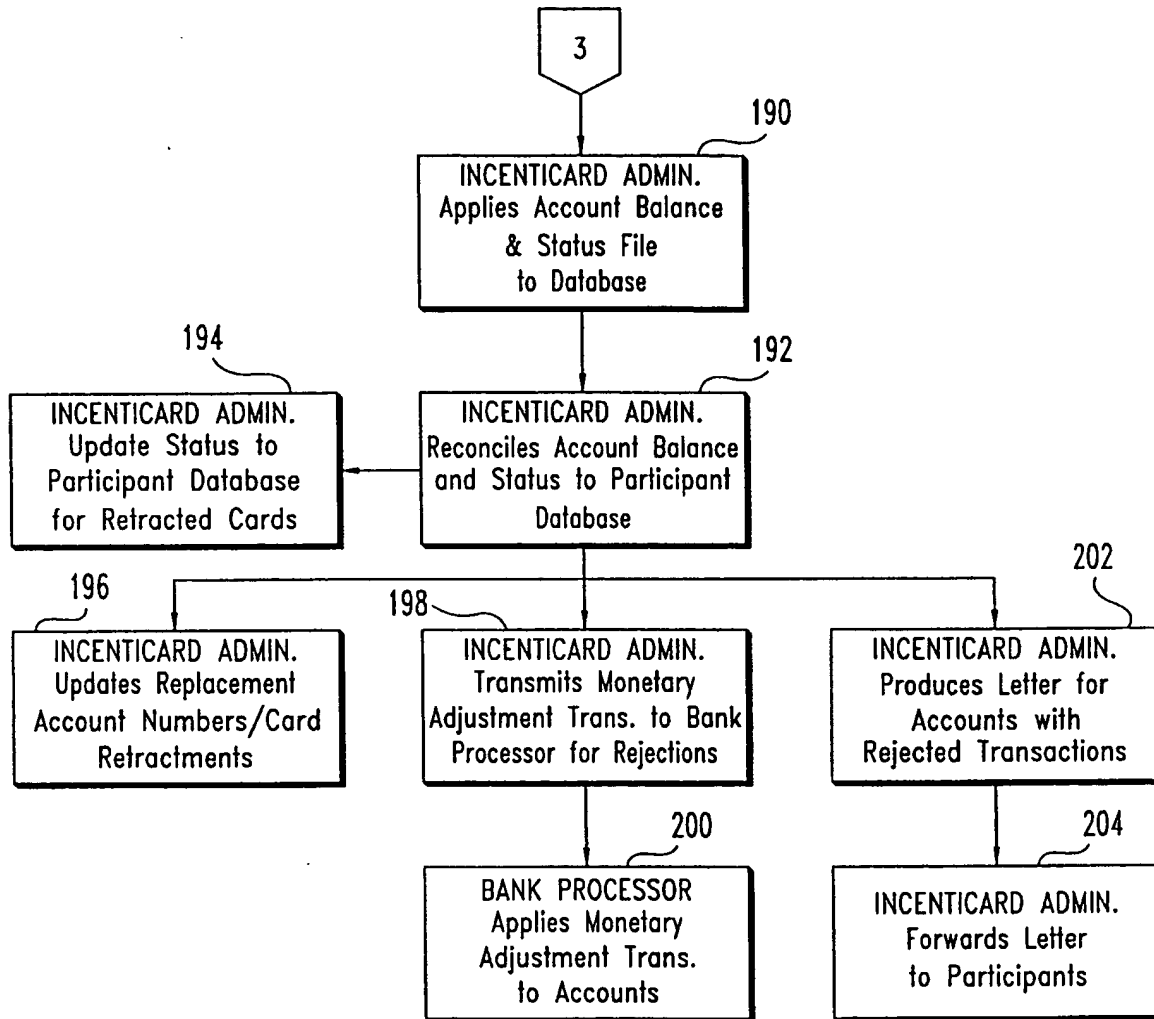 3
190
INCENTICARD ADMIN.
Applies Account Balance
& Status File
to Database
194
INCENTICARD ADMIN.
Update Status to
Participant Database
for Retracted Cards
192
INCENTICARD ADMIN.
Reconciles Account Balance
and Status to Participant
Database
196
INCENTICARD ADMIN.
Updates Replacement
Account Numbers/Card
Retractments
198
INCENTICARD ADMIN.
Transmits Monetary
Adjustment Trans. to Bank
Processor for Rejections
202
INCENTICARD ADMIN.
Produces Letter for
Accounts with
Rejected Transactions
200
BANK PROCESSOR
Applies Monetary
Adjustment Trans.
to Accounts
204
INCENTICARD ADMIN.
Forwards Letter
to Participants